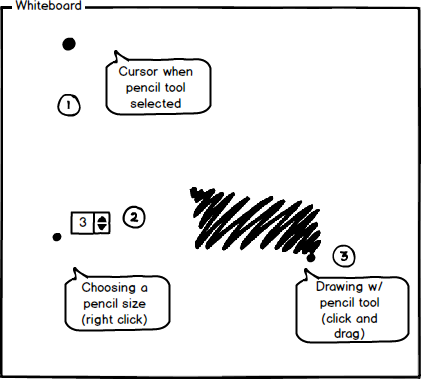 Whiteboard
Cursor when
pencil tool
selected
1
3
2
3
Choosing a
pencil size
(right click)
Drawing w/
pencil tool
(click and
drag)